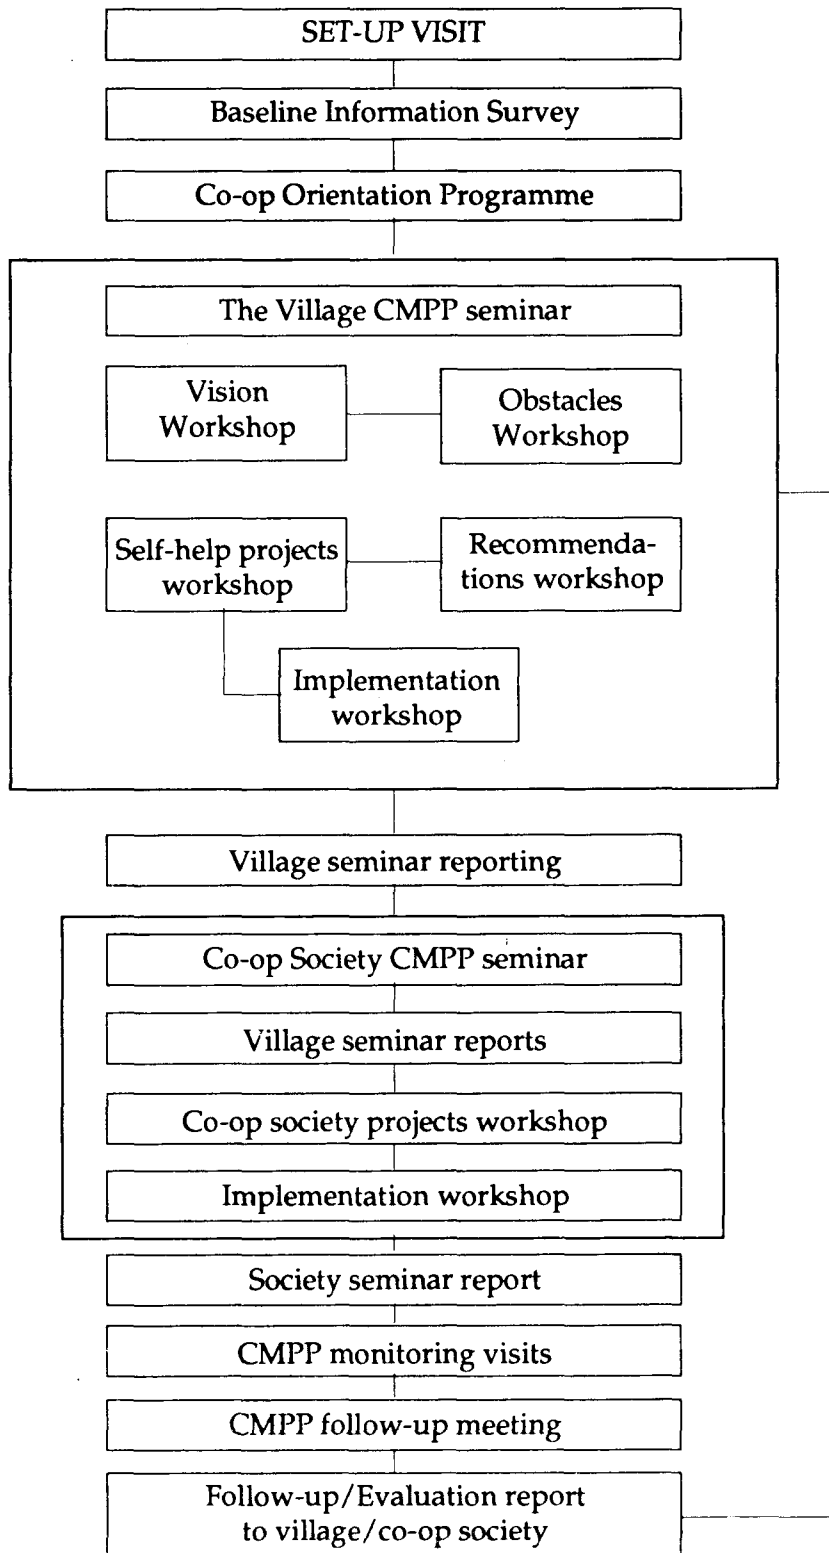 SET-UP VISIT
Baseline Information Survey
Co-op Orientation Programme
The Village CMPP seminar
Vision
Workshop
Obstacles
Workshop
Self-help projects
workshop
Recommenda-
tions workshop
Implementation
workshop
Village seminar reporting
Co-op Society CMPP seminar
Village seminar reports
Co-op society projects workshop
Implementation workshop
Society seminar report
CMPP monitoring visits
CMPP follow-up meeting
Follow-up/Evaluation report
to village/co-op society